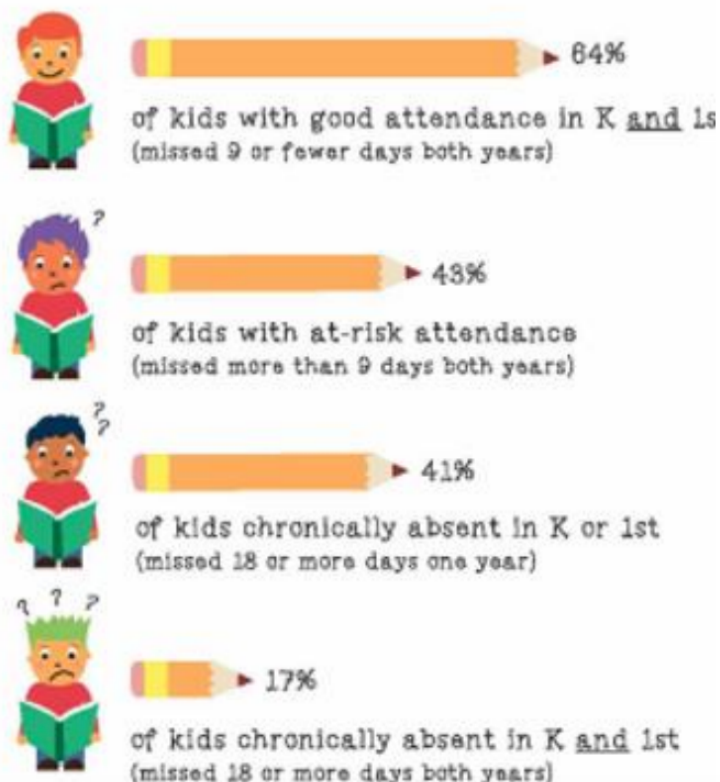 64%
of kids with good attendance in K and 1s
(missed 9 or fewer days both years)
?
43%
of kids with at-risk attendance
(missed more than 9 days both years)
?
?
41%
of kids chronically absent in K or 1st
(missed 18 or more days one year)
? ? ?
17%
of kids chronically absent in K and 1st
(missed 18 or more days both years)